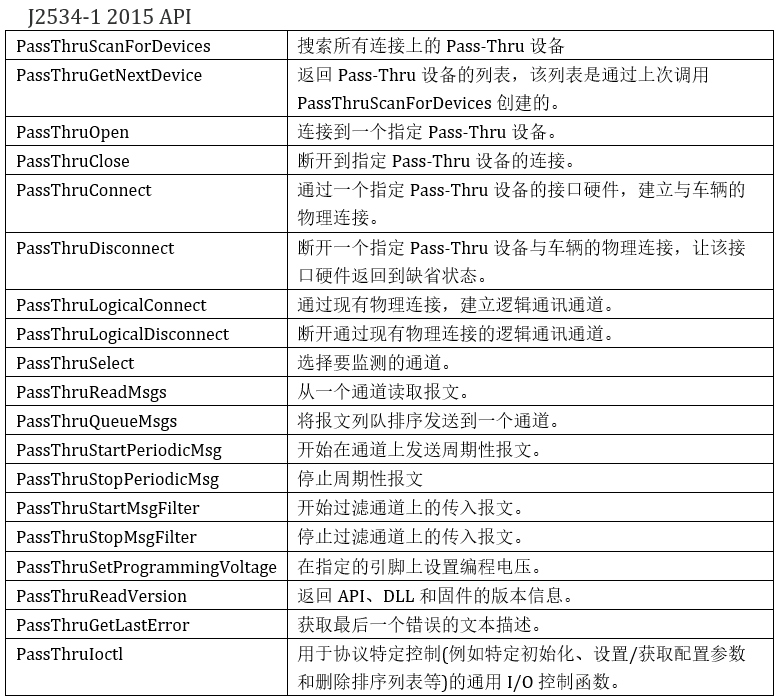 J2534-1 2015 API
PassThruScanForDevices 搜索所有连接上的 Pass-Thru 设备
PassThruGetNextDevice 返回 Pass-Thru 设备的列表，该列表是通过上次调用
PassThruScanForDevices 创建的。
PassThruOpen 连接到一个指定 Pass-Thru 设备。
PassThruClose 断开到指定 Pass-Thru 设备的连接。
PassThruConnect 通过一个指定 Pass-Thru 设备的接口硬件，建立与车辆的
物理连接。
PassThruDisconnect 断开一个指定 Pass-Thru 设备与车辆的物理连接，让该接
口硬件返回到缺省状态。
PassThruLogicalConnect 通过现有物理连接，建立逻辑通讯通道。
PassThruLogicalDisconnect 断开通过现有物理连接的逻辑通讯通道。
PassThruSelect 选择要监测的通道。
PassThruReadMsgs 从一个通道读取报文。
PassThruQueueMsgs 将报文列队排序发送到一个通道。
PassThruStartPeriodicMsg 开始在通道上发送周期性报文。
PassThruStopPeriodicMsg 停止周期性报文
PassThruStartMsgFilter 开始过滤通道上的传入报文。
PassThruStopMsgFilter 停止过滤通道上的传入报文。
PassThruSetProgrammingVoltage 在指定的引脚上设置编程电压。
PassThruReadVersion 返回 API、DLL 和固件的版本信息。
PassThruGetLastError 获取最后一个错误的文本描述。
PassThruIoctl 用于协议特定控制(例如特定初始化、设置/获取配置参数
和删除排序列表等)的通用 I/O 控制函数。